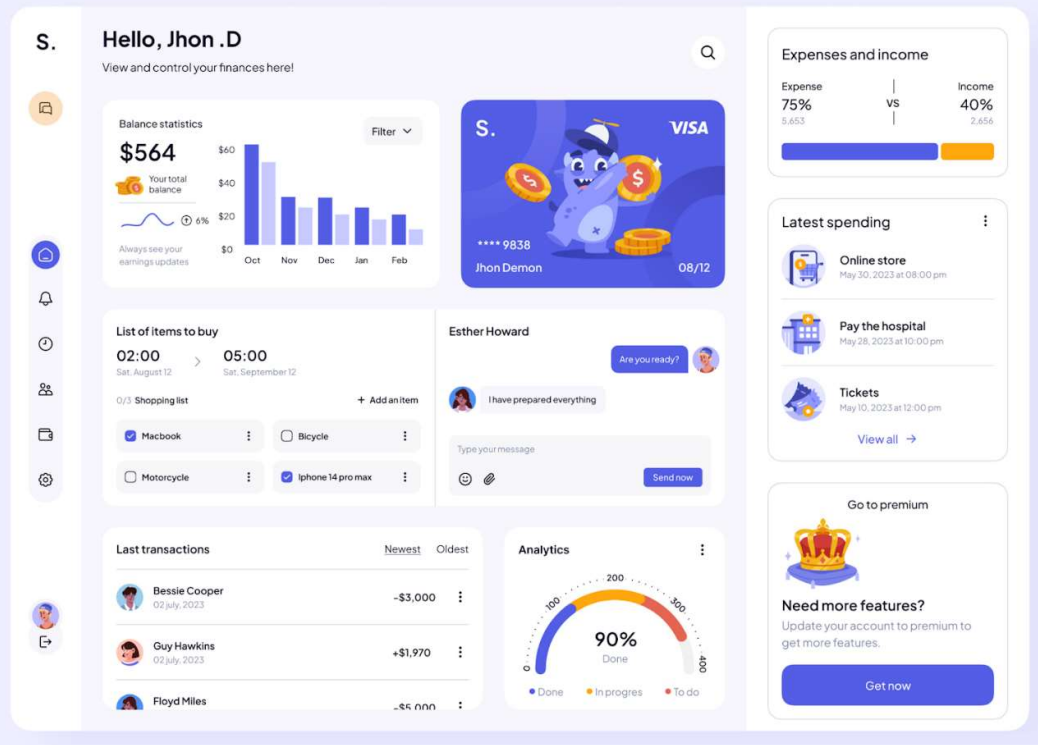 S.
Hello, Jhon .D
View and control your finances here!
Balance statistics
$564
Your total
balance
6%
Always see your
earnings updates
Filter
$60
$40
$20
$0
Oct Nov Dec Jan Feb
S.
VISA
$
$
**** 9838
Jhon Demon
08/12
List of items to buy
02:00
Sat. August 12
05:00
Sat. September 12
0/3 Shopping list
+ Add an item
Macbook
Bicycle
Motorcycle
Iphone 14 pro max
Esther Howard
Are you ready?
I have prepared everything
Type your message
Send now
Last transactions
Newest Oldest
Bessie Cooper
02 july, 2023
-$3,000
Guy Hawkins
02 july, 2023
+$1,970
Floyd Miles
-$5,000
Analytics
0
100
200
300
400
90%
Done
Done
In progres
To do
Expenses and income
Expense
75%
5,653
VS
Income
40%
2,656
Latest spending
Online store
May 30, 2023 at 08:00 pm
Pay the hospital
May 28, 2023 at 10:00 pm
Tickets
May 10, 2023 at 12:00 pm
View all
Go to premium
Need more features?
Update your account to premium to
get more features.
Get now